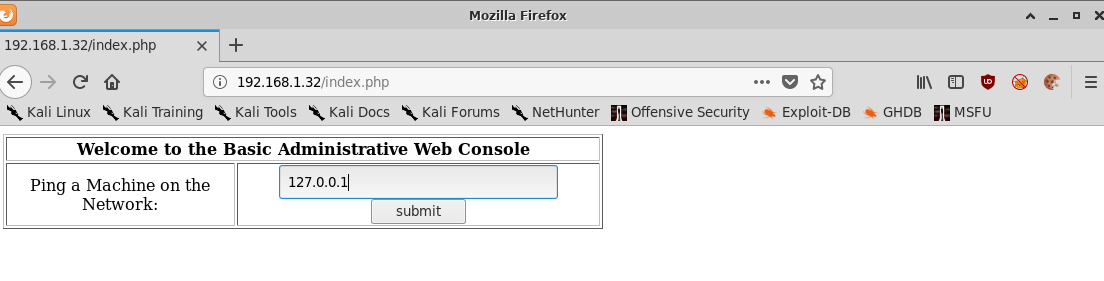 Mozilla Firefox
192.168.1.32/index.php
192.168.1.32/index.php
Kali Linux Kali Training Kali Tools Kali Docs Kali Forums NetHunter Offensive Security Exploit-DB GHDB MSFU
Welcome to the Basic Administrative Web Console
Ping a Machine on the
Network:
127.0.0.1
submit